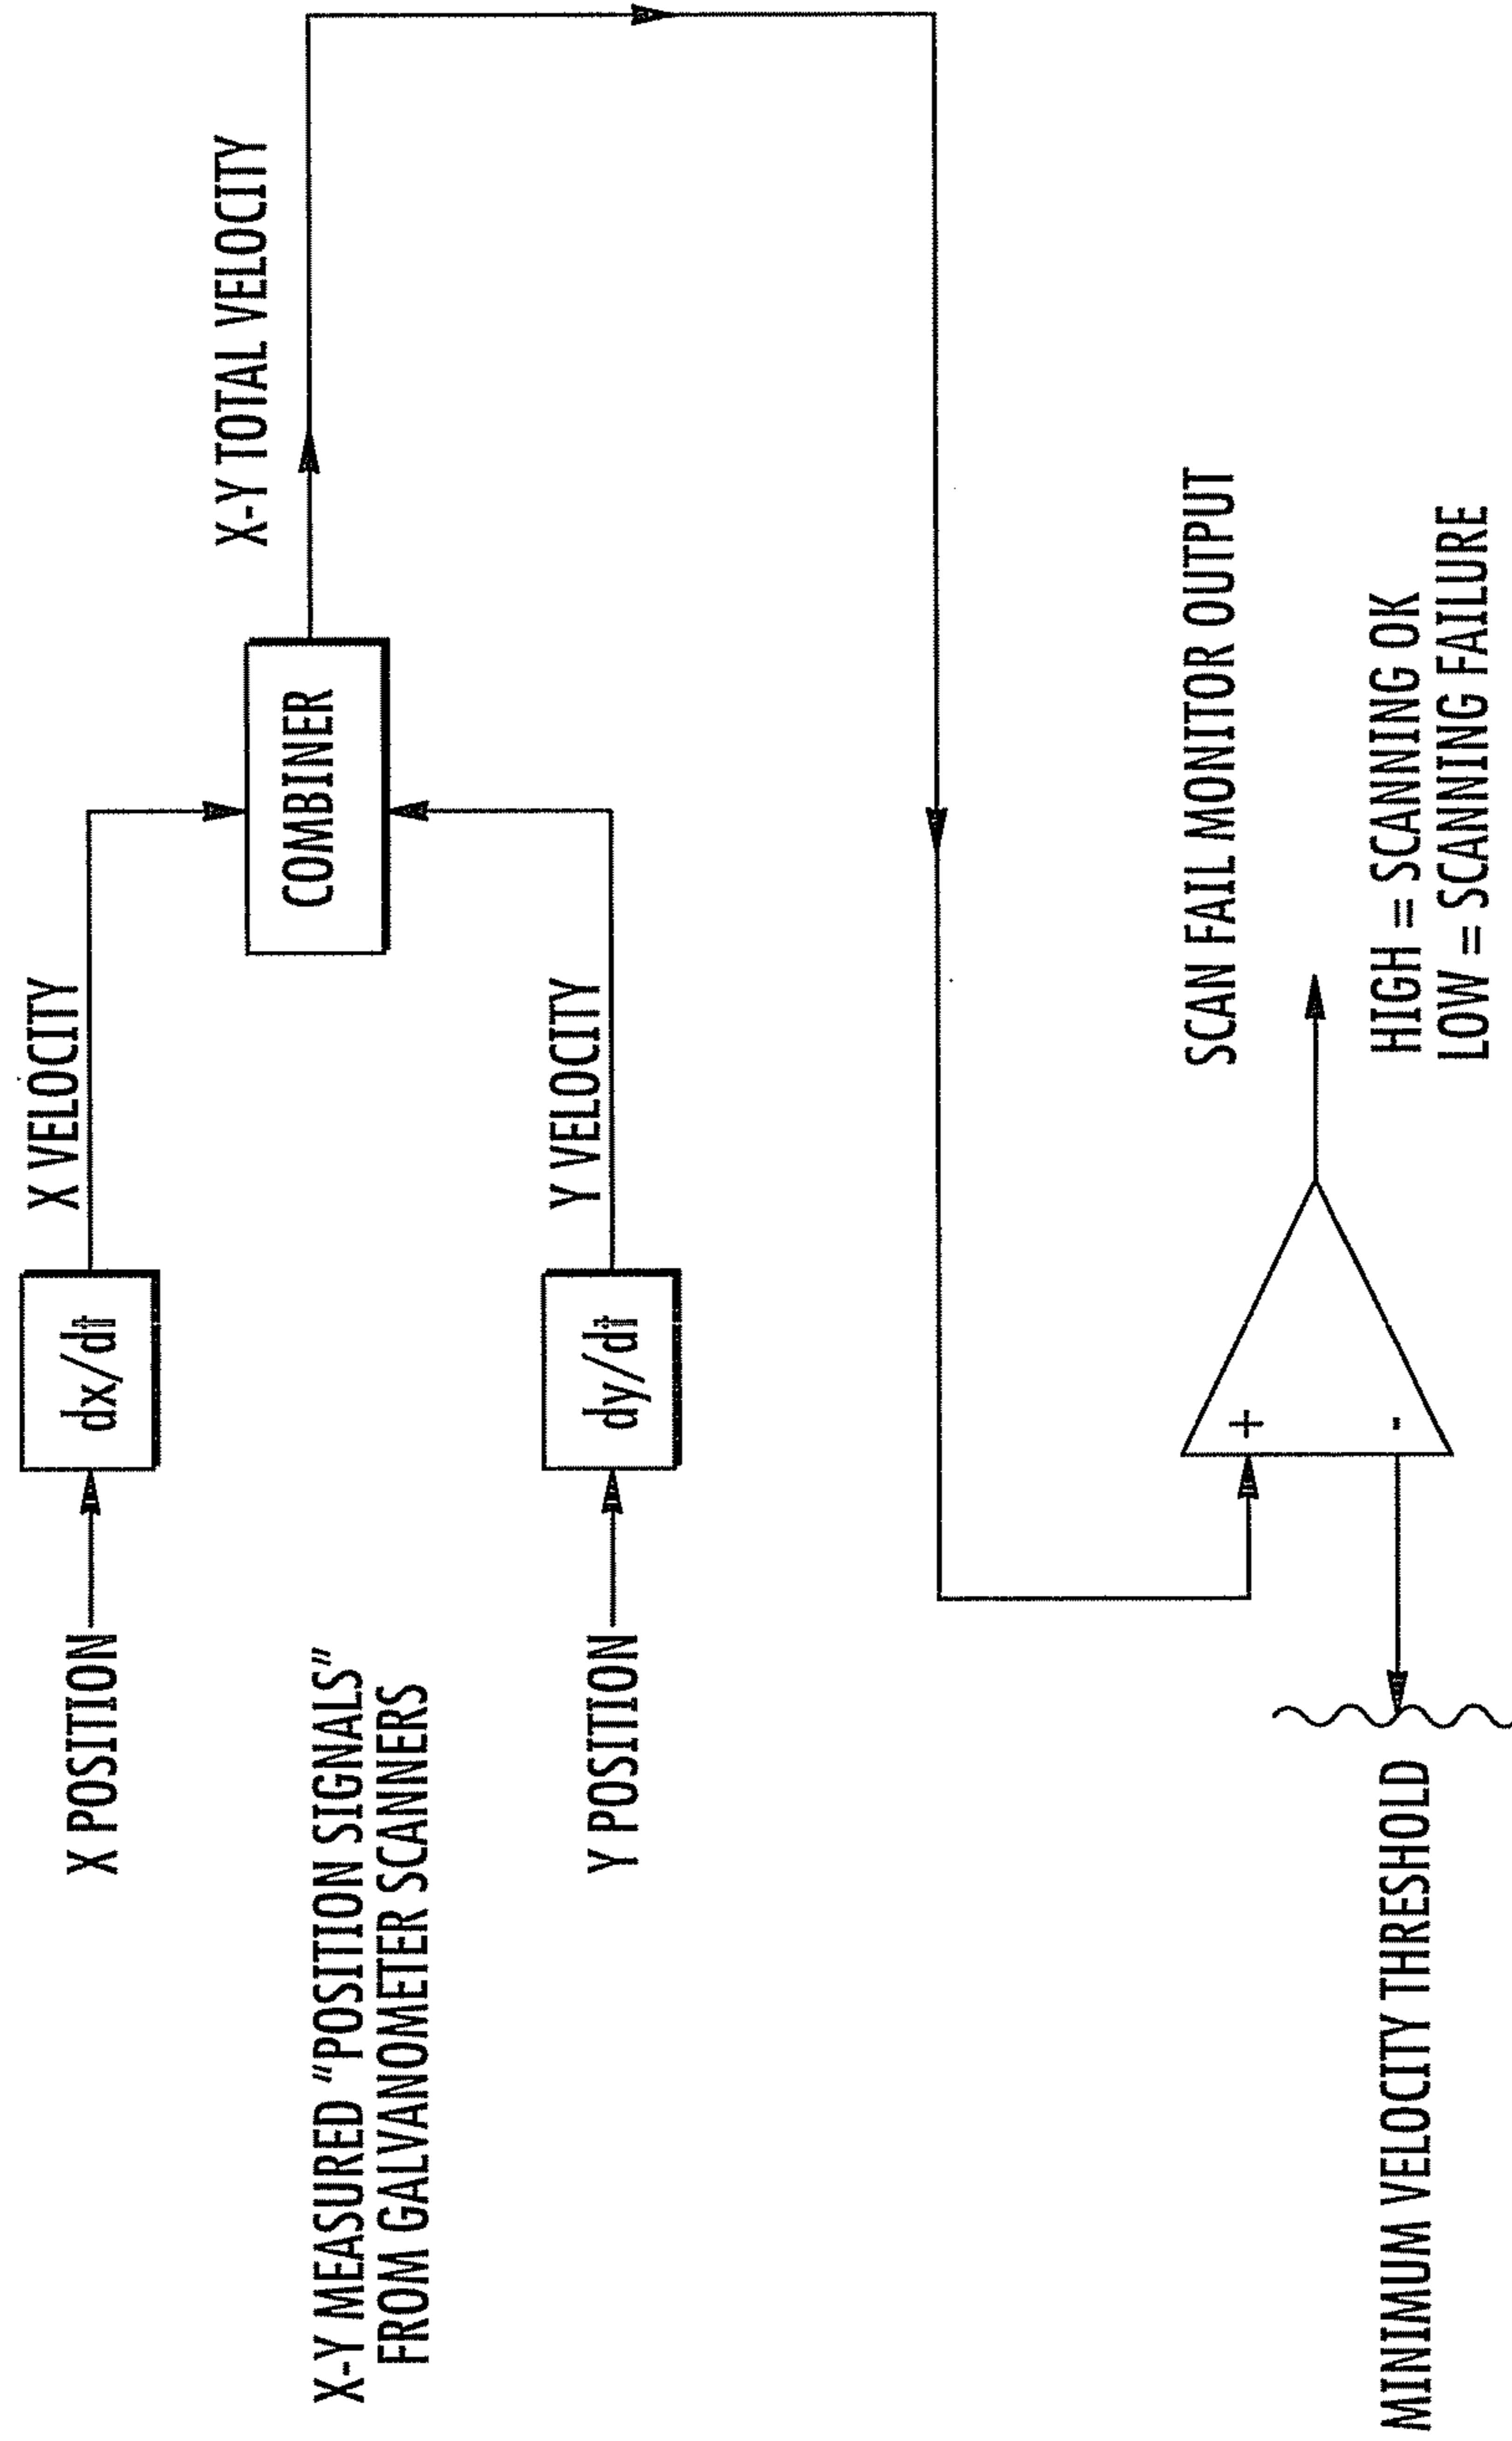 X POSITION
dx/dt
X VELOCITY
X-Y MEASURED "POSITION SIGNALS"
FROM GALVANOMETER SCANNERS
COMBINER
X-Y TOTAL VELOCITY
Y POSITION
dy/dt
Y VELOCITY
MINIMUM VELOCITY THRESHOLD
+
-
SCAN FAIL MONITOR OUTPUT
HIGH = SCANNING OK
LOW = SCANNING FAILURE